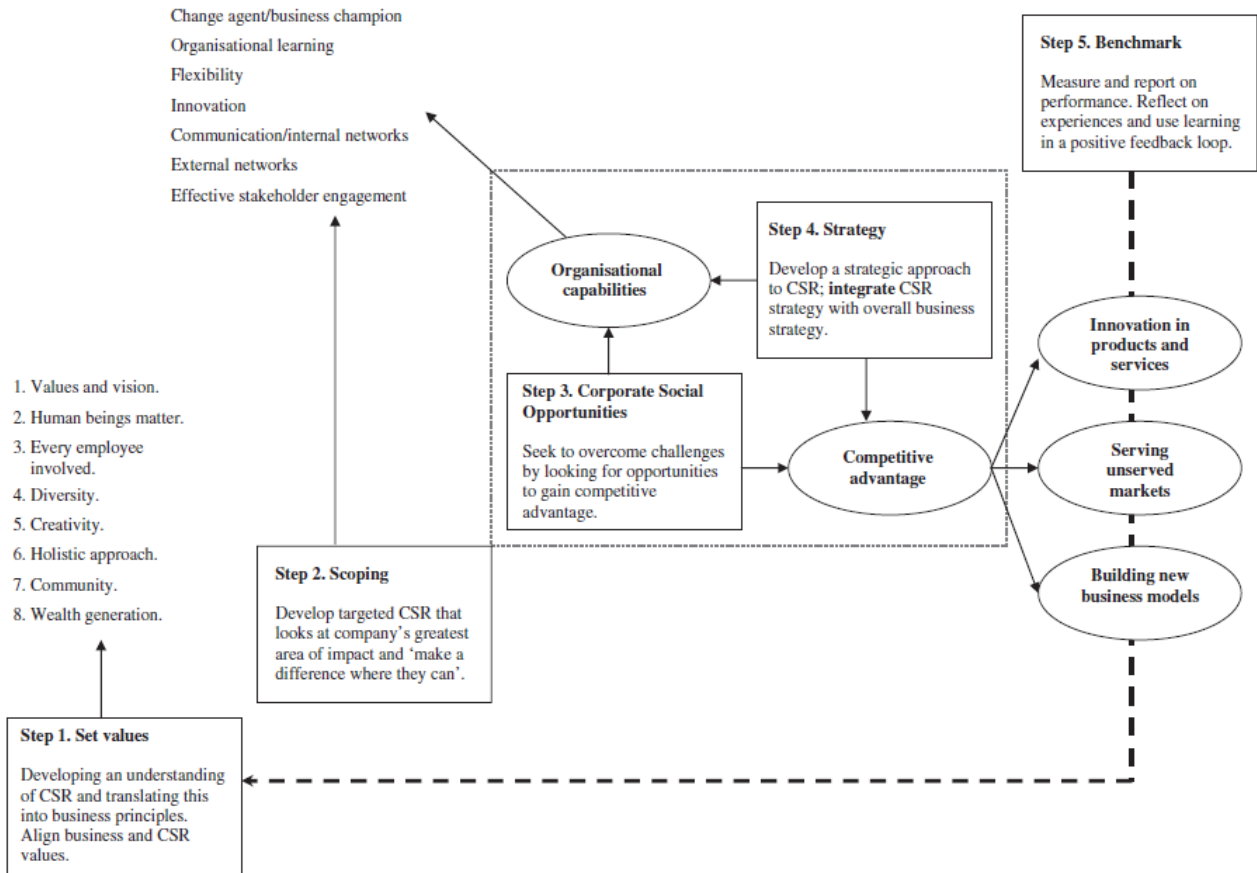 Change agent/business champion
Organisational learning
Flexibility
Innovation
Communication/internal networks
External networks
Effective stakeholder engagement
Step 5. Benchmark
Measure and report on
performance. Reflect on
experiences and use learning
in a positive feedback loop.
Organisational
capabilities
Step 4. Strategy
Develop a strategic approach
to CSR; integrate CSR
strategy with overall business
strategy.
Innovation in
products and
services
1. Values and vision.
2. Human beings matter.
3. Every employee
involved.
4. Diversity.
5. Creativity.
6. Holistic approach.
7. Community.
8. Wealth generation.
Step 3. Corporate Social
Opportunities
Seek to overcome challenges
by looking for opportunities
to gain competitive
advantage.
Competitive
advantage
Serving
unserved
markets
Step 2. Scoping
Develop targeted CSR that
looks at company’s greatest
area of impact and ‘make a
difference where they can’.
Building new
business models
Step 1. Set values
Developing an understanding
of CSR and translating this
into business principles.
Align business and CSR
values.